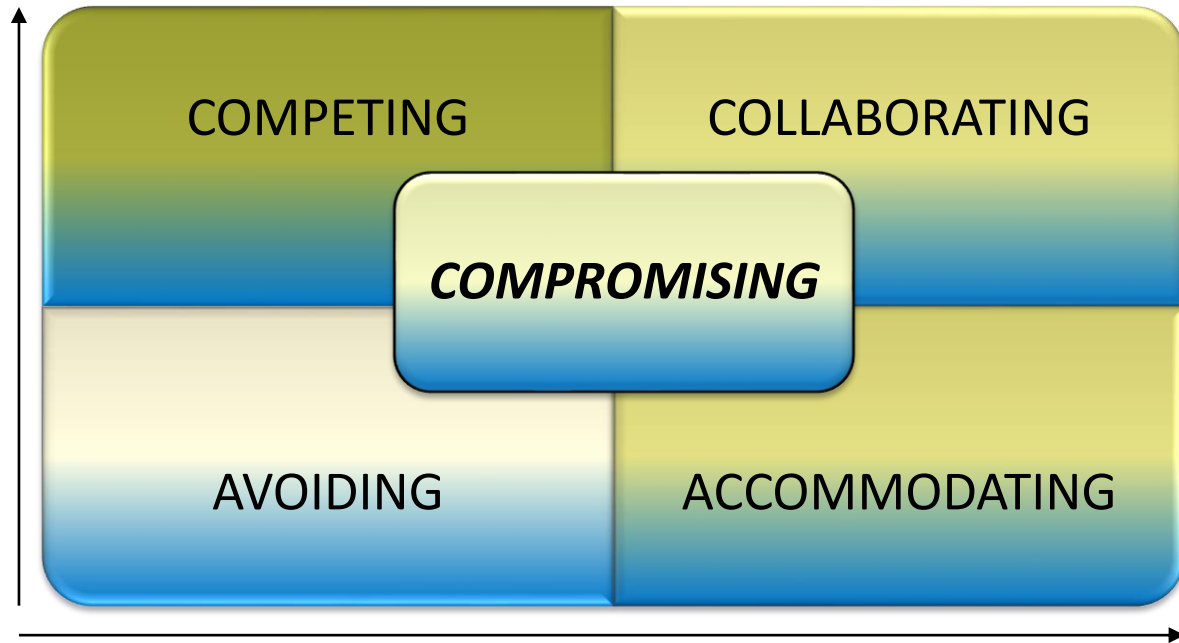 COMPETING
COLLABORATING
COMPROMISING
AVOIDING
ACCOMMODATING